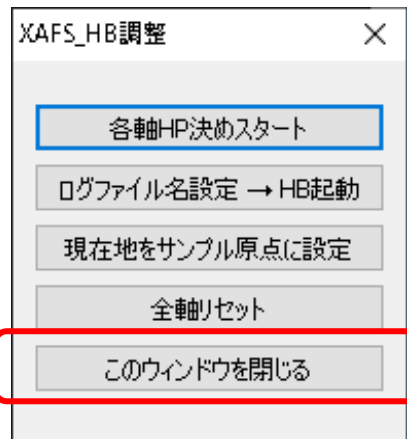 XAFS_HB調整
各軸HP決めスタート
ログファイル名設定 → HB起動
現在地をサンプル原点に設定
全軸リセット
このウィンドウを閉じる